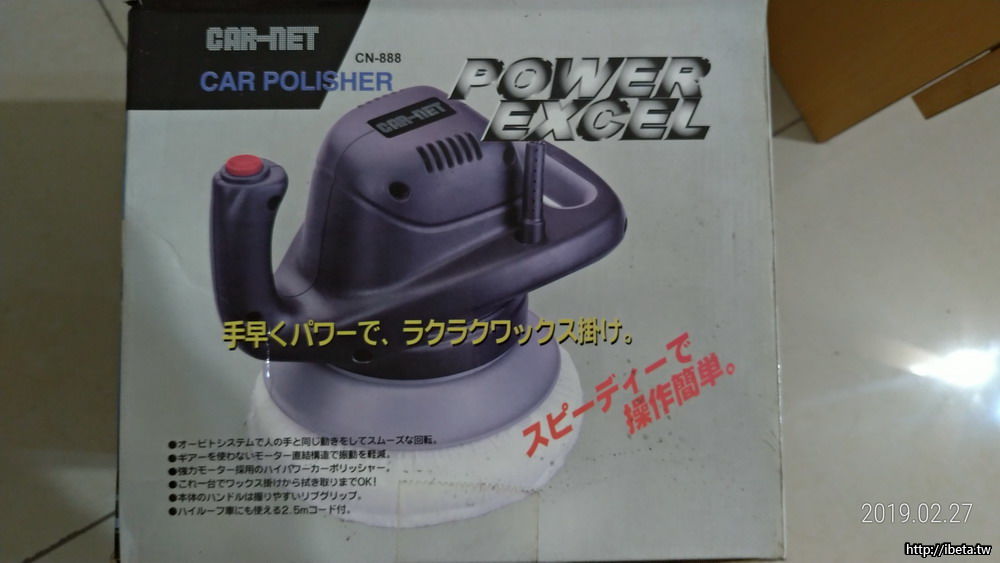 CAR-NET
CN-888
CAR POLISHER
POWER
EXCEL
CAR-NET
手早くパワーで、ラクラクワックス掛け。
スピーディーで
操作簡単。
●オービトシステムで人の手と同じ動きをしてスムーズな回転。
●ギアーを使わないモーター直結構造で振動を軽減。
●強力モーター採用のハイパワーカーポリッシャー。
●これ一台でワックス掛けから拭き取りまでOK!
●本体のハンドルは握りやすいリブグリップ。
●ハイルーフ車にも使える2.5mコード付。
2019.02.27
http://ibeta.tw